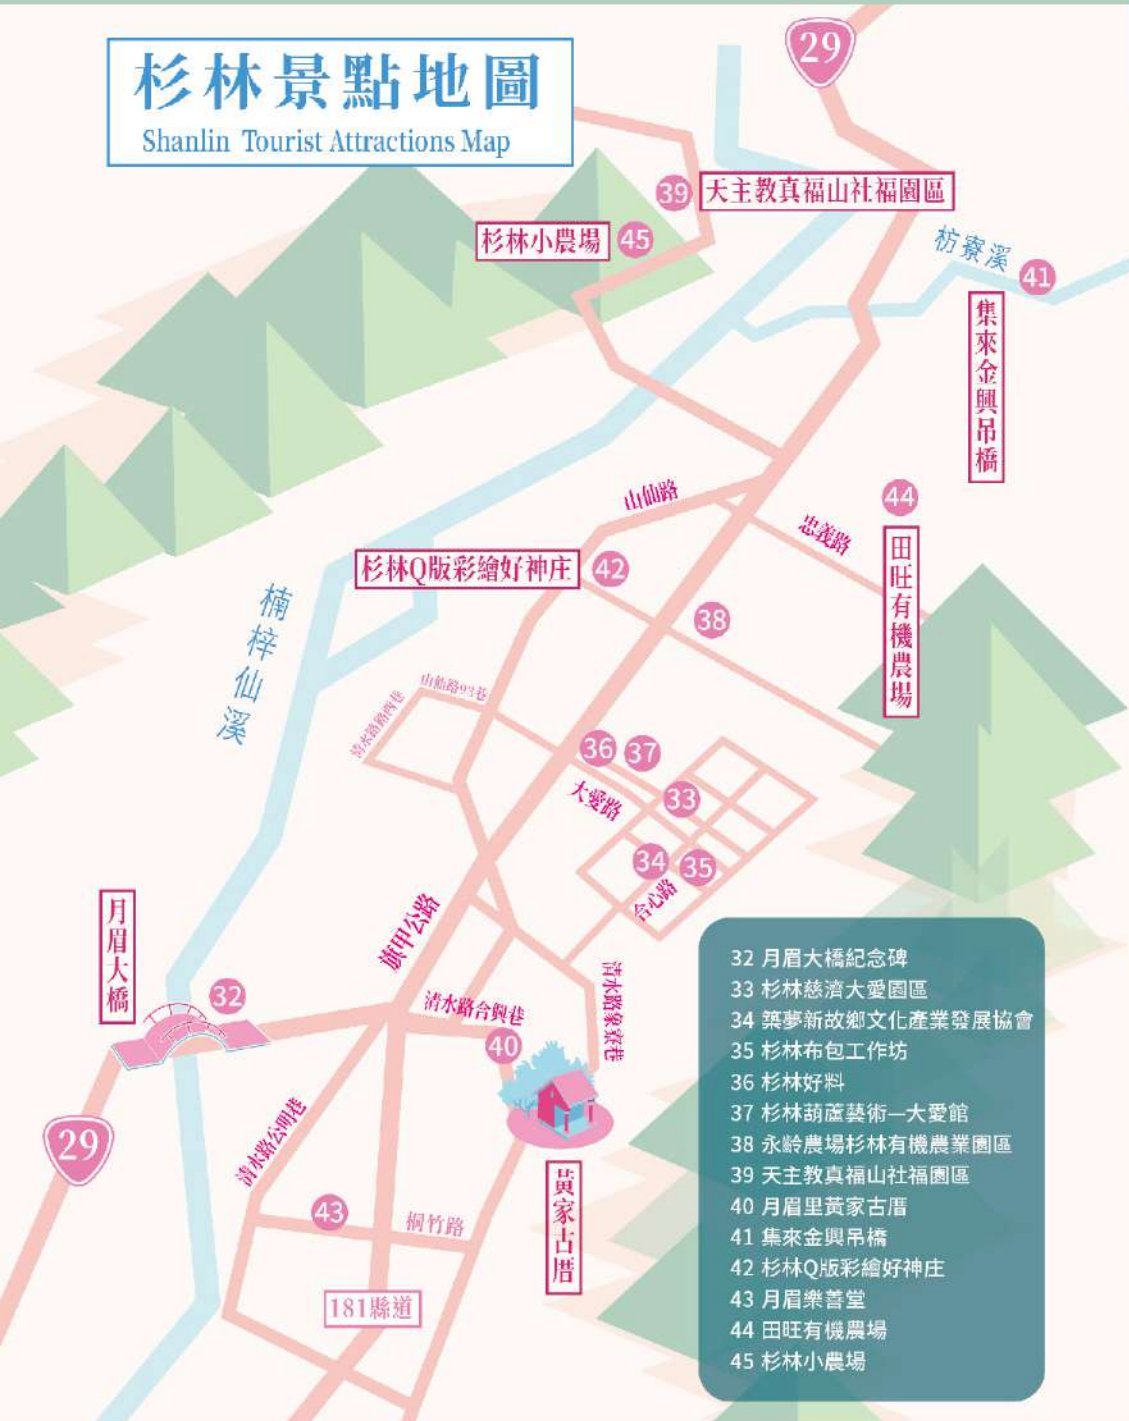 29
杉林景點地圖
Shanlin Tourist Attractions Map
39
天主教真福山社福園區
杉林小農場
45
枋寮溪
41
集來金興吊橋
山仙路
44
忠義路
田旺有機農場
杉林Q版彩繪好神庄
42
38
楠梓仙溪
山仙路93巷
36
37
大愛路
33
34
35
合心路
旗甲公路
月眉大橋
32
清水路合興巷
清水路象寮巷
40
29
清水路公明巷
43
桐竹路
黃家古厝
181縣道
32 月眉大橋紀念碑
33 杉林慈濟大愛園區
34 築夢新故鄉文化產業發展協會
35 杉林布包工作坊
36 杉林好料
37 杉林葫蘆藝術—大愛館
38 永齡農場杉林有機農業園區
39 天主教真福山社福園區
40 月眉里黃家古厝
41 集來金興吊橋
42 杉林Q版彩繪好神庄
43 月眉樂善堂
44 田旺有機農場
45 杉林小農場